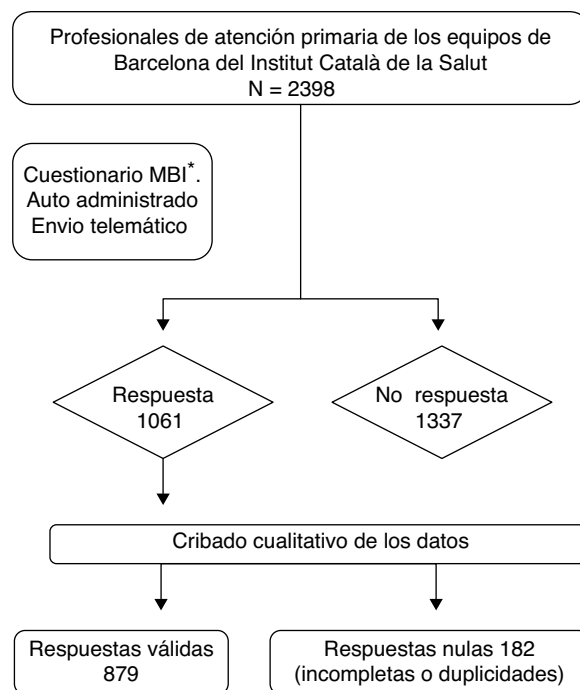 Profesionales de atención primaria de los equipos de
Barcelona del Institut Català de la Salut
N = 2398
Cuestionario MBI*.
Auto administrado
Envio telemático
Respuesta
1061
No respuesta
1337
Cribado cualitativo de los datos
Respuestas válidas
879
Respuestas nulas 182
(incompletas o duplicidades)